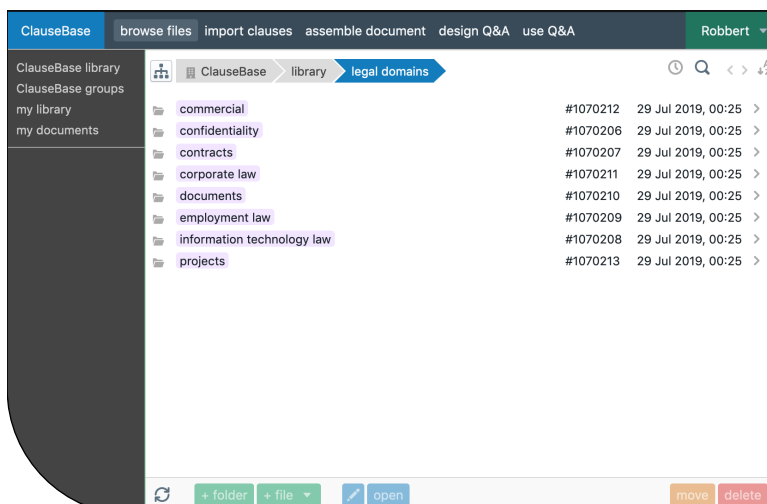 ClauseBase browse files import clauses assemble document design Q&A use Q&A Robbert
ClauseBase library
ClauseBase groups
my library
my documents
ClauseBase library legal domains
commercial #1070212 29 Jul 2019, 00:25
confidentiality #1070206 29 Jul 2019, 00:25
contracts #1070207 29 Jul 2019, 00:25
corporate law #1070211 29 Jul 2019, 00:25
documents #1070210 29 Jul 2019, 00:25
employment law #1070209 29 Jul 2019, 00:25
information technology law #1070208 29 Jul 2019, 00:25
projects #1070213 29 Jul 2019, 00:25
+ folder + file open move delete